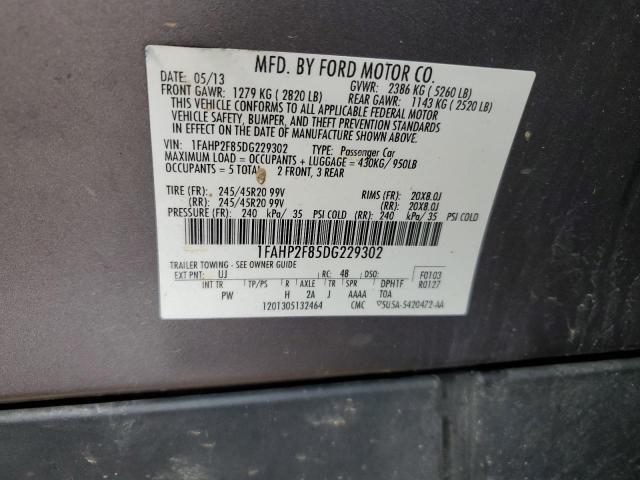 MFD. BY FORD MOTOR CO.
DATE: 05/13 GVWR: 2386 KG ( 5260 LB)
FRONT GAWR: 1279 KG ( 2820 LB) REAR GAWR: 1143 KG ( 2520 LB)
THIS VEHICLE CONFORMS TO ALL APPLICABLE FEDERAL MOTOR
VEHICLE SAFETY, BUMPER, AND THEFT PREVENTION STANDARDS
IN EFFECT ON THE DATE OF MANUFACTURE SHOWN ABOVE.
VIN: 1FAHP2F85DG229302 TYPE: Passenger Car
MAXIMUM LOAD = OCCUPANTS + LUGGAGE = 430KG/ 950LB
OCCUPANTS = 5 TOTAL 2 FRONT, 3 REAR
TIRE (FR): 245/45R20 99V RIMS (FR): 20X8.0J
(RR): 245/45R20 99V (RR): 20X8.0J
PRESSURE (FR): 240 kPa/ 35 PSI COLD (RR): 240 kPa/ 35 PSI COLD
1FAHP2F85DG229302
TRAILER TOWING - SEE OWNER GUIDE
EXT PNT: UJ RC: 48 DSO: F0103
INT TR TP/PS R AXLE TR SPR DPH1F R0127
PW H 2A J AAAA TOA
120T305132464 CMC 5U5A-5420472-AA